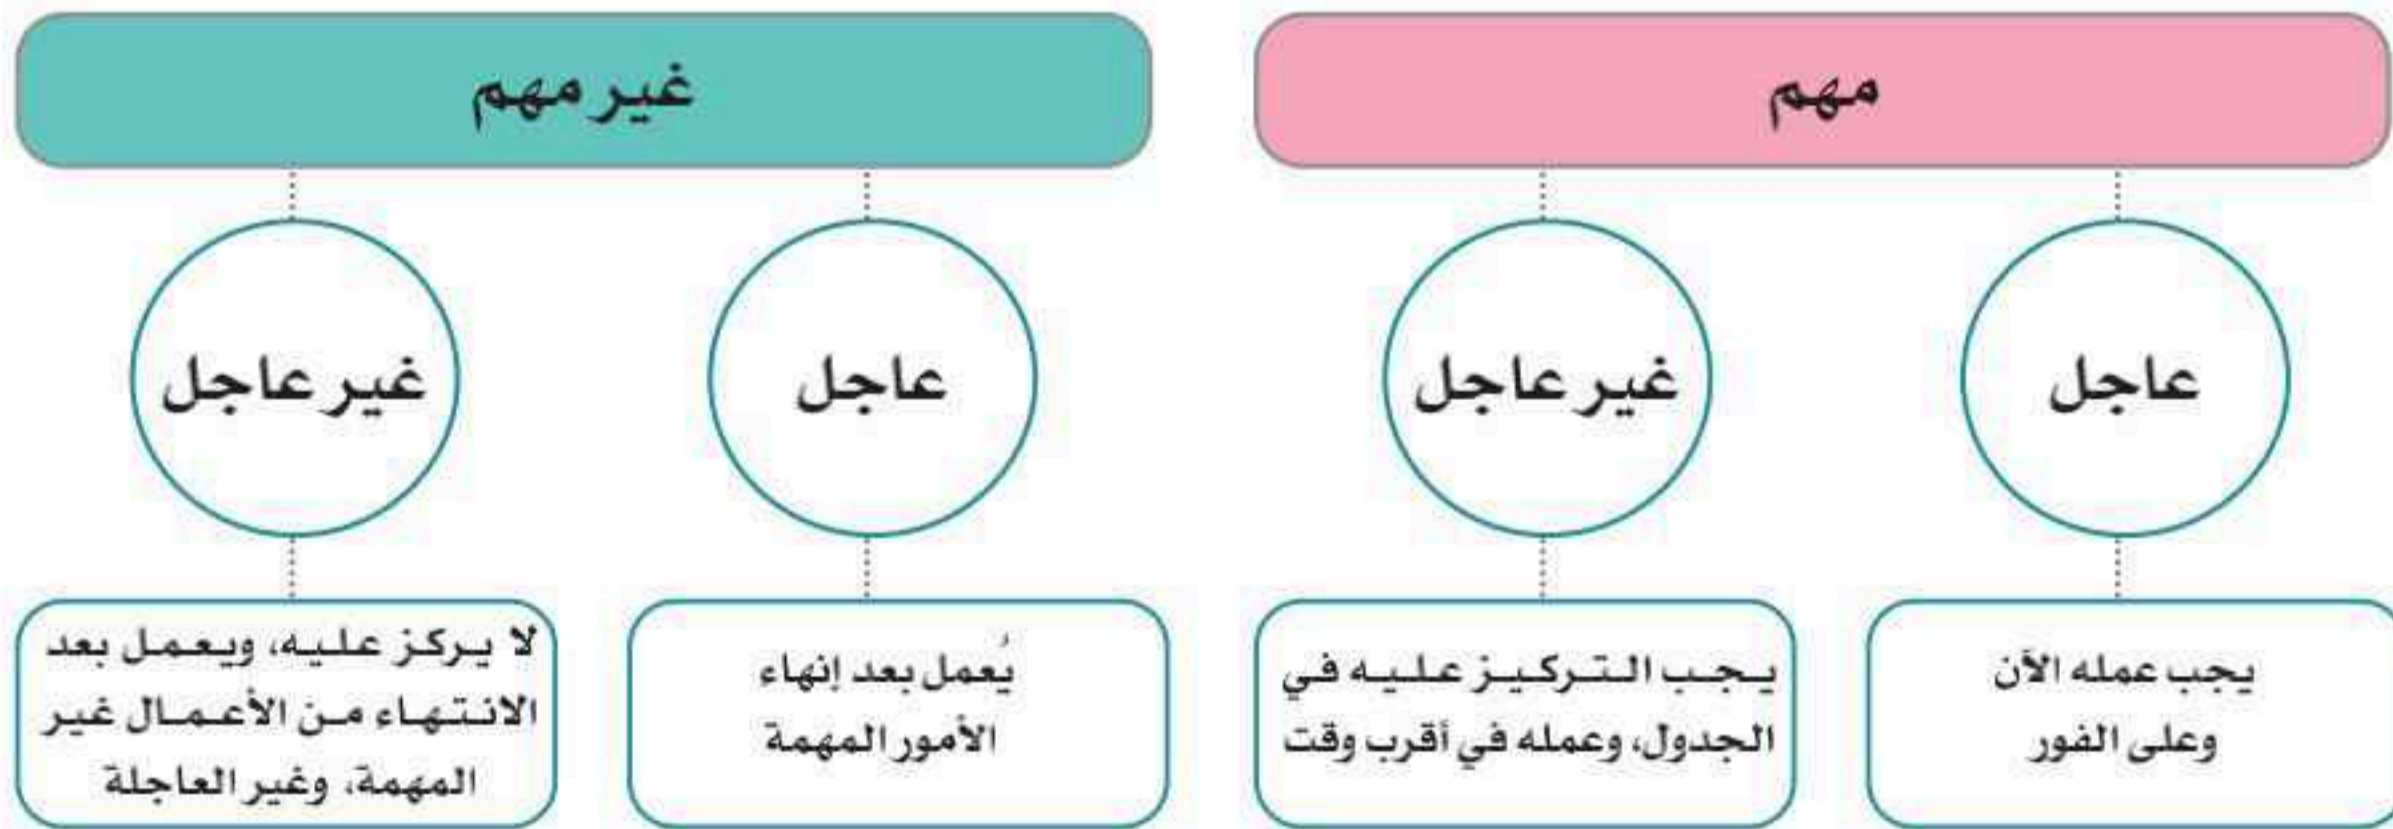 مهم
غير مهم
عاجل
غير عاجل
عاجل
غير عاجل
يجب عمله الآن
وعلى الفور
يجب التركيز عليه في
الجدول، وعمله في أقرب وقت
يُعمل بعد إنهاء
الأمور المهمة
لا يركز عليه، ويعمل بعد
الانتهاء من الأعمال غير
المهمة، وغير العاجلة